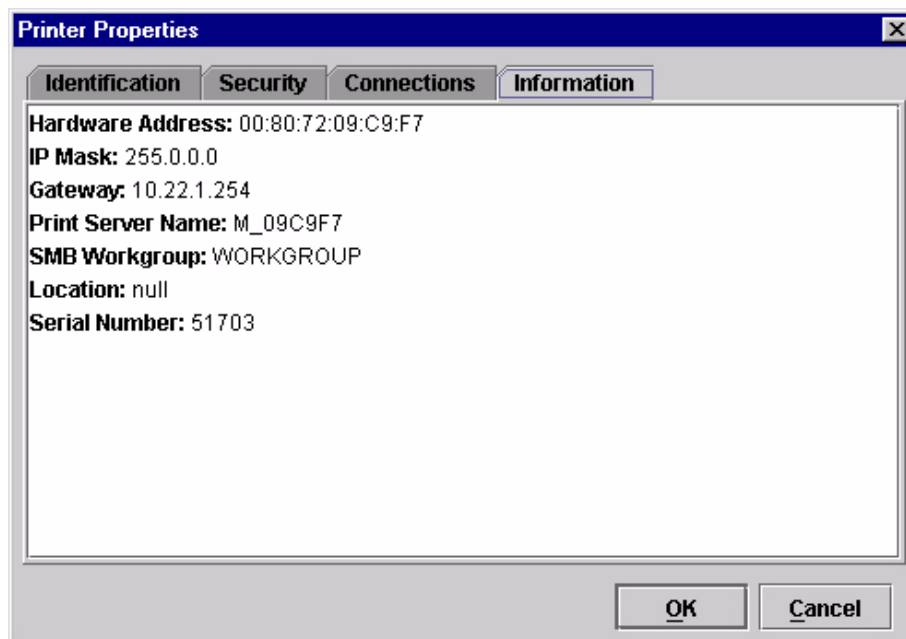 Printer Properties
Identification Security Connections Information
Hardware Address: 00:80:72:09:C9:F7
IP Mask: 255.0.0.0
Gateway: 10.22.1.254
Print Server Name: M_09C9F7
SMB Workgroup: WORKGROUP
Location: null
Serial Number: 51703
OK Cancel